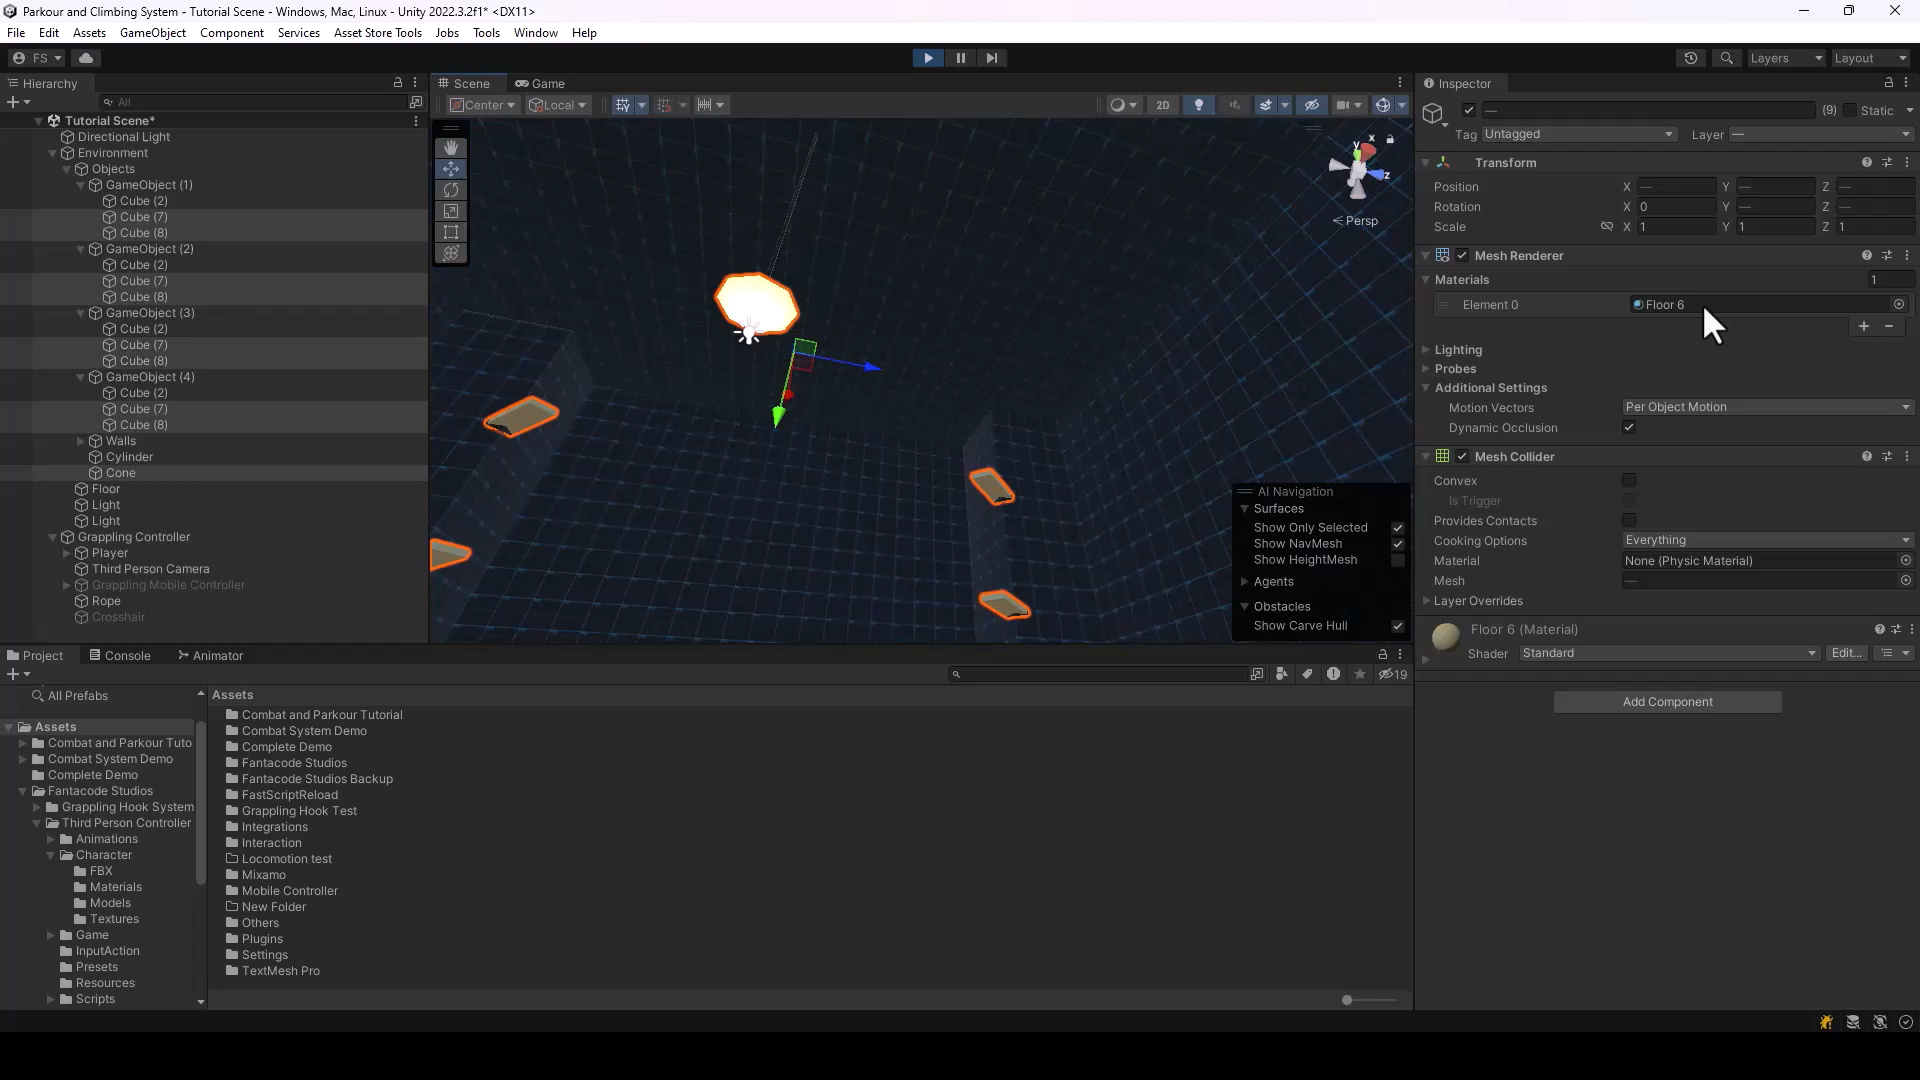 Parkour and Climbing System - Tutorial Scene - Windows, Mac, Linux - Unity 2022.3.2f1* <DX11>
File Edit Assets GameObject Component Services Asset Store Tools Jobs Tools Window Help
FS Layers Layout
Hierarchy
All
Tutorial Scene*
Directional Light
Environment
Objects
GameObject (1)
Cube (2)
Cube (7)
Cube (8)
GameObject (2)
Cube (2)
Cube (7)
Cube (8)
GameObject (3)
Cube (2)
Cube (7)
Cube (8)
GameObject (4)
Cube (2)
Cube (7)
Cube (8)
Walls
Cylinder
Cone
Floor
Light
Light
Grappling Controller
Player
Third Person Camera
Grappling Mobile Controller
Rope
Crosshair
Scene Game
Center Local 2D
x
y
z
< Persp
AI Navigation
Surfaces
Show Only Selected
Show NavMesh
Show HeightMesh
Agents
Obstacles
Show Carve Hull
Inspector
— (9) Static
Tag Untagged Layer —
Transform
Position X — Y — Z —
Rotation X 0 Y — Z —
Scale X 1 Y 1 Z 1
Mesh Renderer
Materials 1
Element 0 Floor 6
+ −
Lighting
Probes
Additional Settings
Motion Vectors Per Object Motion
Dynamic Occlusion
Mesh Collider
Convex
Is Trigger
Provides Contacts
Cooking Options Everything
Material None (Physic Material)
Mesh —
Layer Overrides
Floor 6 (Material)
Shader Standard Edit...
Add Component
Project Console Animator
19
All Prefabs
Assets
Combat and Parkour Tuto
Combat System Demo
Complete Demo
Fantacode Studios
Grappling Hook System
Third Person Controller
Animations
Character
FBX
Materials
Models
Textures
Game
InputAction
Presets
Resources
Scripts
Assets
Combat and Parkour Tutorial
Combat System Demo
Complete Demo
Fantacode Studios
Fantacode Studios Backup
FastScriptReload
Grappling Hook Test
Integrations
Interaction
Locomotion test
Mixamo
Mobile Controller
New Folder
Others
Plugins
Settings
TextMesh Pro